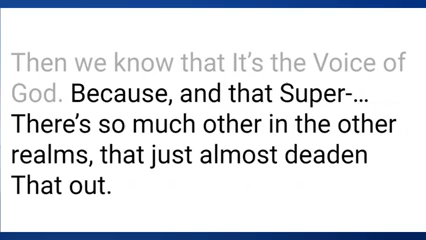 Then we know that It’s the Voice of
God. Because, and that Super-...
There’s so much other in the other
realms, that just almost deaden
That out.